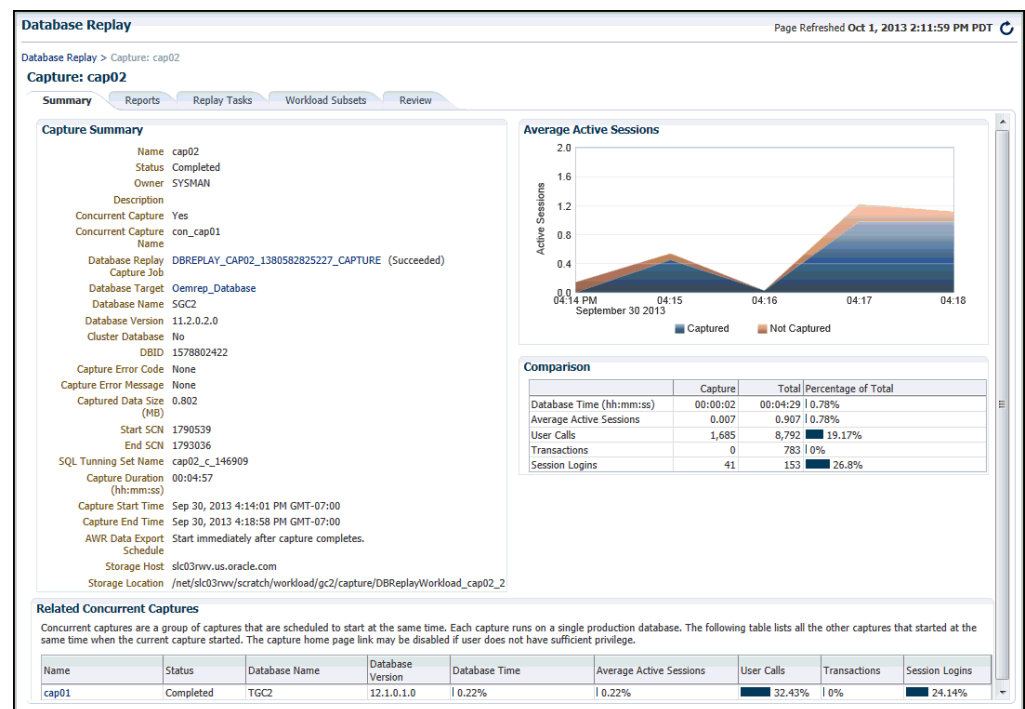 Database Replay
Page Refreshed Oct 1, 2013 2:11:59 PM PDT
Database Replay > Capture: cap02
Capture: cap02
Summary Reports Replay Tasks Workload Subsets Review
Capture Summary
Name cap02
Status Completed
Owner SYSMAN
Description
Concurrent Capture Yes
Concurrent Capture con_cap01
Name
Database Replay DBREPLAY_CAP02_1380582825227_CAPTURE (Succeeded)
Capture Job
Database Target Oemrep_Database
Database Name SGC2
Database Version 11.2.0.2.0
Cluster Database No
DBID 1578802422
Capture Error Code None
Capture Error Message None
Captured Data Size 0.802
(MB)
Start SCN 1790539
End SCN 1793036
SQL Tunning Set Name cap02_c_146909
Capture Duration 00:04:57
(hh:mm:ss)
Capture Start Time Sep 30, 2013 4:14:01 PM GMT-07:00
Capture End Time Sep 30, 2013 4:18:58 PM GMT-07:00
AWR Data Export Start immediately after capture completes.
Schedule
Storage Host slc03rwv.us.oracle.com
Storage Location /net/slc03rwv/scratch/workload/gc2/capture/DBReplayWorkload_cap02_2
Average Active Sessions
2.0
1.6
1.2
0.8
0.4
0.0
Active Sessions
04:14 PM 04:15 04:16 04:17 04:18
September 30 2013
Captured Not Captured
Comparison
Capture Total Percentage of Total
Database Time (hh:mm:ss) 00:00:02 00:04:29 0.78%
Average Active Sessions 0.007 0.907 0.78%
User Calls 1,685 8,792 19.17%
Transactions 0 783 0%
Session Logins 41 153 26.8%
Related Concurrent Captures
Concurrent captures are a group of captures that are scheduled to start at the same time. Each capture runs on a single production database. The following table lists all the other captures that started at the
same time when the current capture started. The capture home page link may be disabled if user does not have sufficient privilege.
Name Status Database Name Database Version Database Time Average Active Sessions User Calls Transactions Session Logins
cap01 Completed TGC2 12.1.0.1.0 0.22% 0.22% 32.43% 0% 24.14%